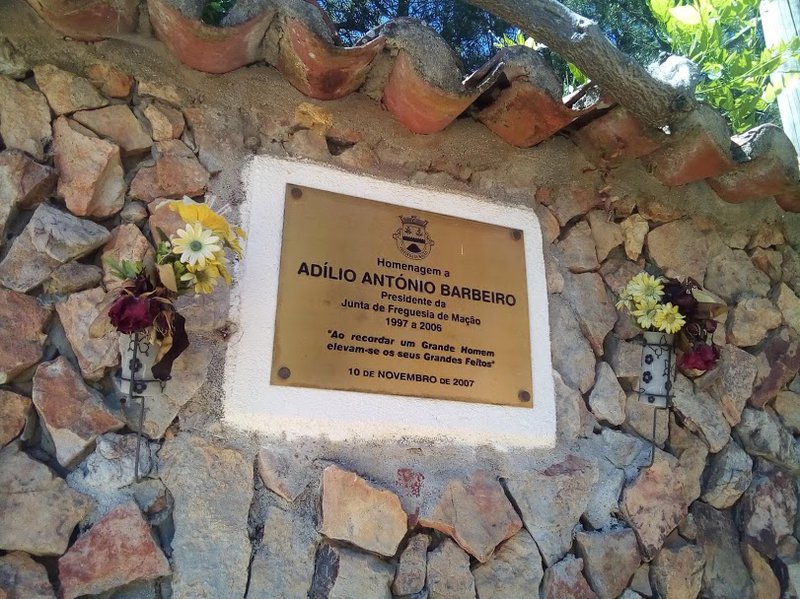 Homenagem a
ADÍLIO ANTÓNIO BARBEIRO
Presidente da
Junta de Freguesia de Mação
1997 a 2006
"Ao recordar um Grande Homem
elevam-se os seus Grandes Feitos"
10 DE NOVEMBRO DE 2007